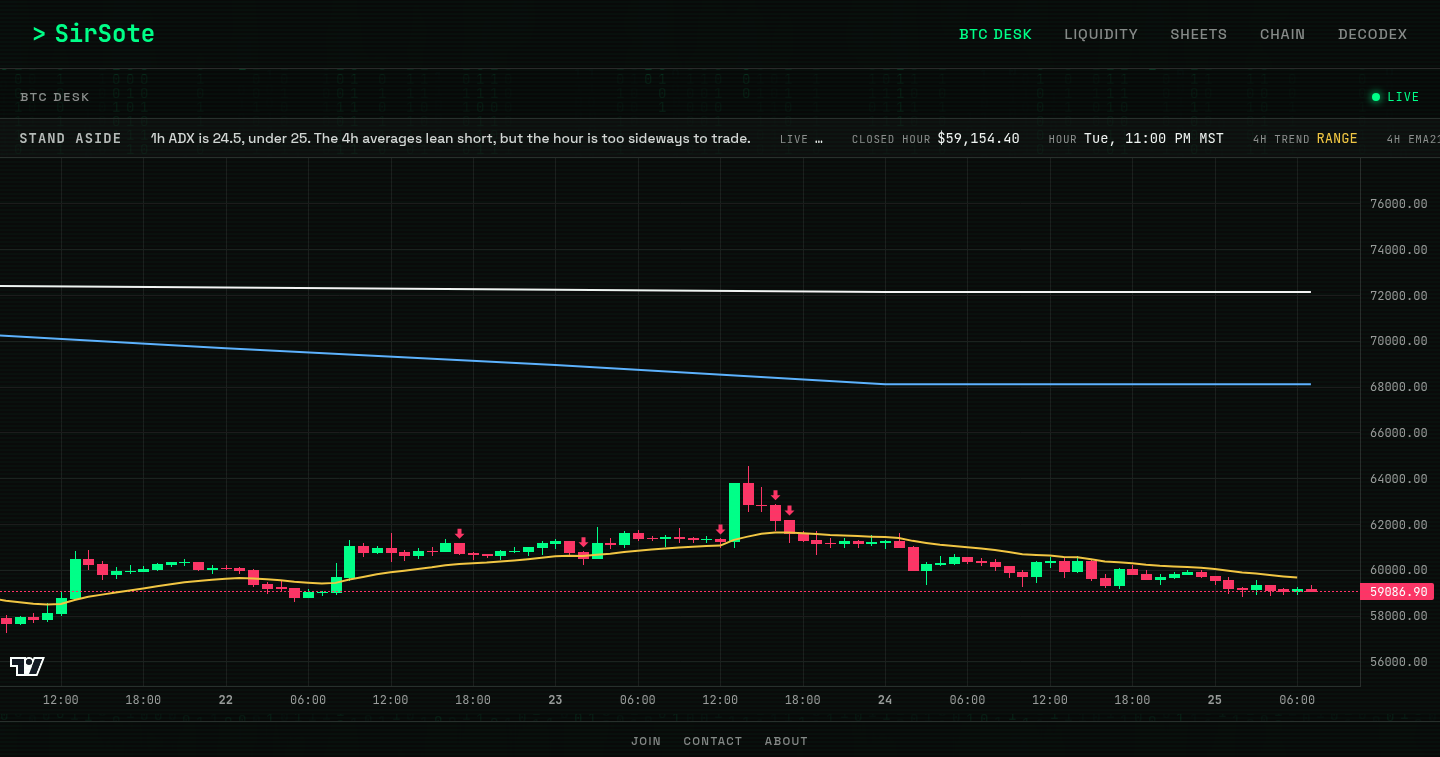 > SirSote
BTC DESK LIQUIDITY SHEETS CHAIN DECODEX
BTC DESK
LIVE
STAND ASIDE 1h ADX is 24.5, under 25. The 4h averages lean short, but the hour is too sideways to trade. LIVE … CLOSED HOUR $59,154.40 HOUR Tue, 11:00 PM MST 4H TREND RANGE 4H EMA21
76000.00
74000.00
72000.00
70000.00
68000.00
66000.00
64000.00
62000.00
60000.00
59086.90
58000.00
56000.00
12:00 18:00 22 06:00 12:00 18:00 23 06:00 12:00 18:00 24 06:00 12:00 18:00 25 06:00
JOIN CONTACT ABOUT